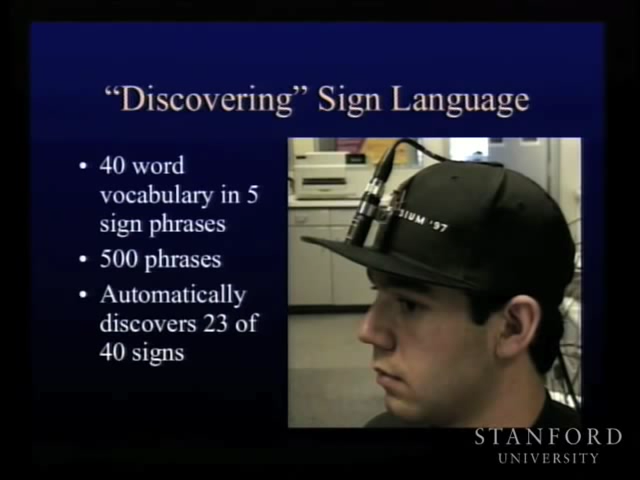 “Discovering” Sign Language
• 40 word
vocabulary in 5
sign phrases
• 500 phrases
• Automatically
discovers 23 of
40 signs
'97
STANFORD
UNIVERSITY